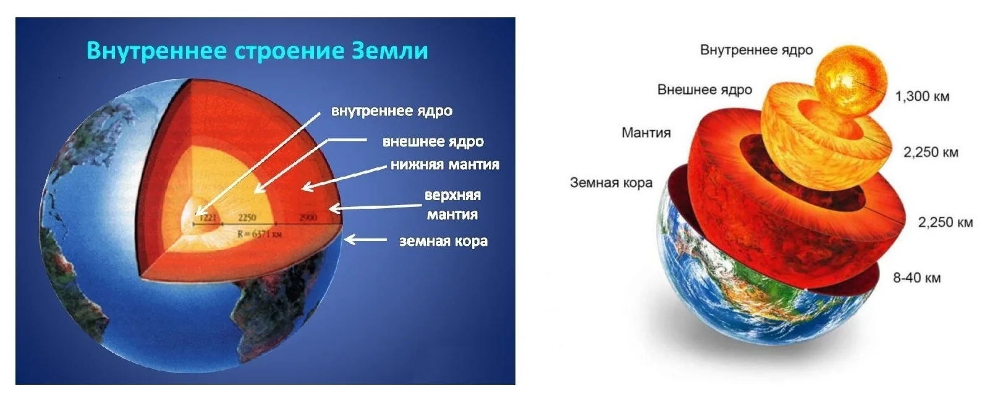 Внутреннее строение Земли
внутреннее ядро
внешнее ядро
нижняя мантия
верхняя
мантия
земная кора
1221 2250 2900
R = 6371 км
Внутреннее ядро
1,300 км
Внешнее ядро
2,250 км
Мантия
2,250 км
Земная кора
8-40 км